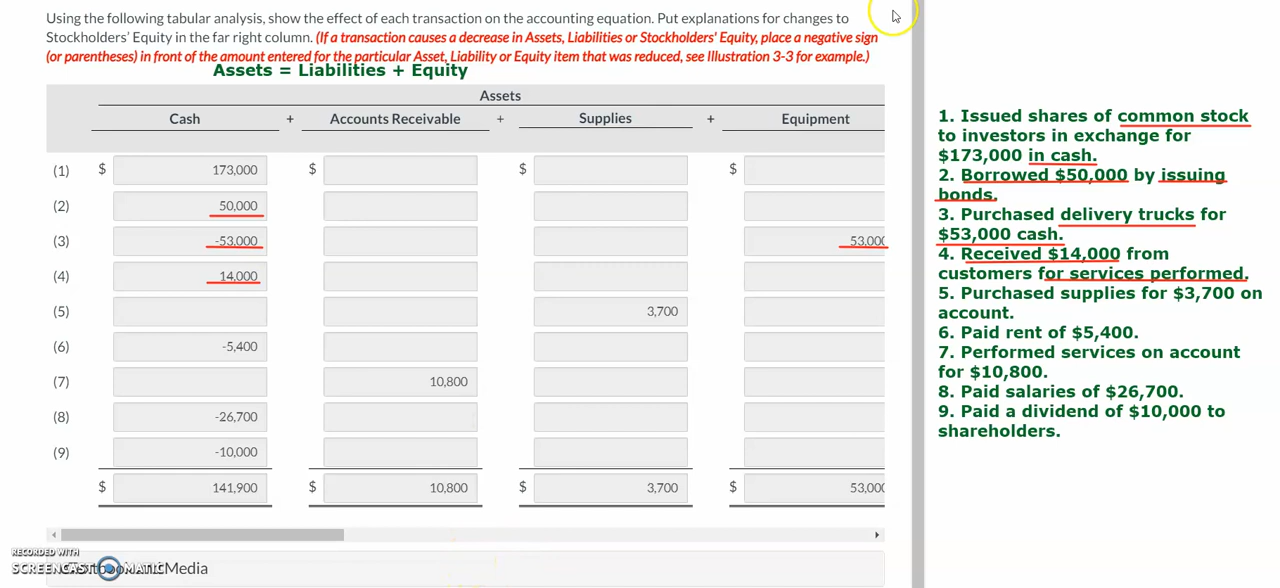 Using the following tabular analysis, show the effect of each transaction on the accounting equation. Put explanations for changes to
Stockholders' Equity in the far right column. (If a transaction causes a decrease in Assets, Liabilities or Stockholders' Equity, place a negative sign
(or parentheses) in front of the amount entered for the particular Asset, Liability or Equity item that was reduced, see Illustration 3-3 for example.)
Assets = Liabilities + Equity
Assets
Cash + Accounts Receivable + Supplies + Equipment
(1) $ 173,000 $ $ $
(2) 50,000
(3) -53,000 53,000
(4) 14,000
(5) 3,700
(6) -5,400
(7) 10,800
(8) -26,700
(9) -10,000
$ 141,900 $ 10,800 $ 3,700 $ 53,000
RECORDED WITH
SCREENCAST MATIC
Media
1. Issued shares of common stock
to investors in exchange for
$173,000 in cash.
2. Borrowed $50,000 by issuing
bonds.
3. Purchased delivery trucks for
$53,000 cash.
4. Received $14,000 from
customers for services performed.
5. Purchased supplies for $3,700 on
account.
6. Paid rent of $5,400.
7. Performed services on account
for $10,800.
8. Paid salaries of $26,700.
9. Paid a dividend of $10,000 to
shareholders.